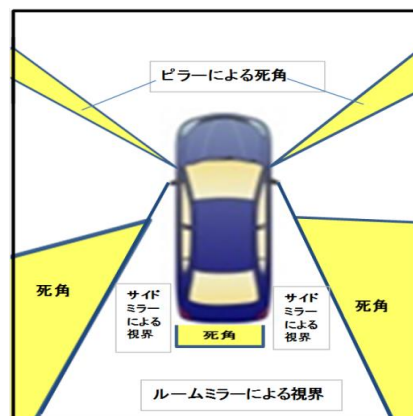 ピラーによる死角
死角
サイド
ミラー
による
視界
死角
サイド
ミラー
による
視界
死角
ルームミラーによる視界